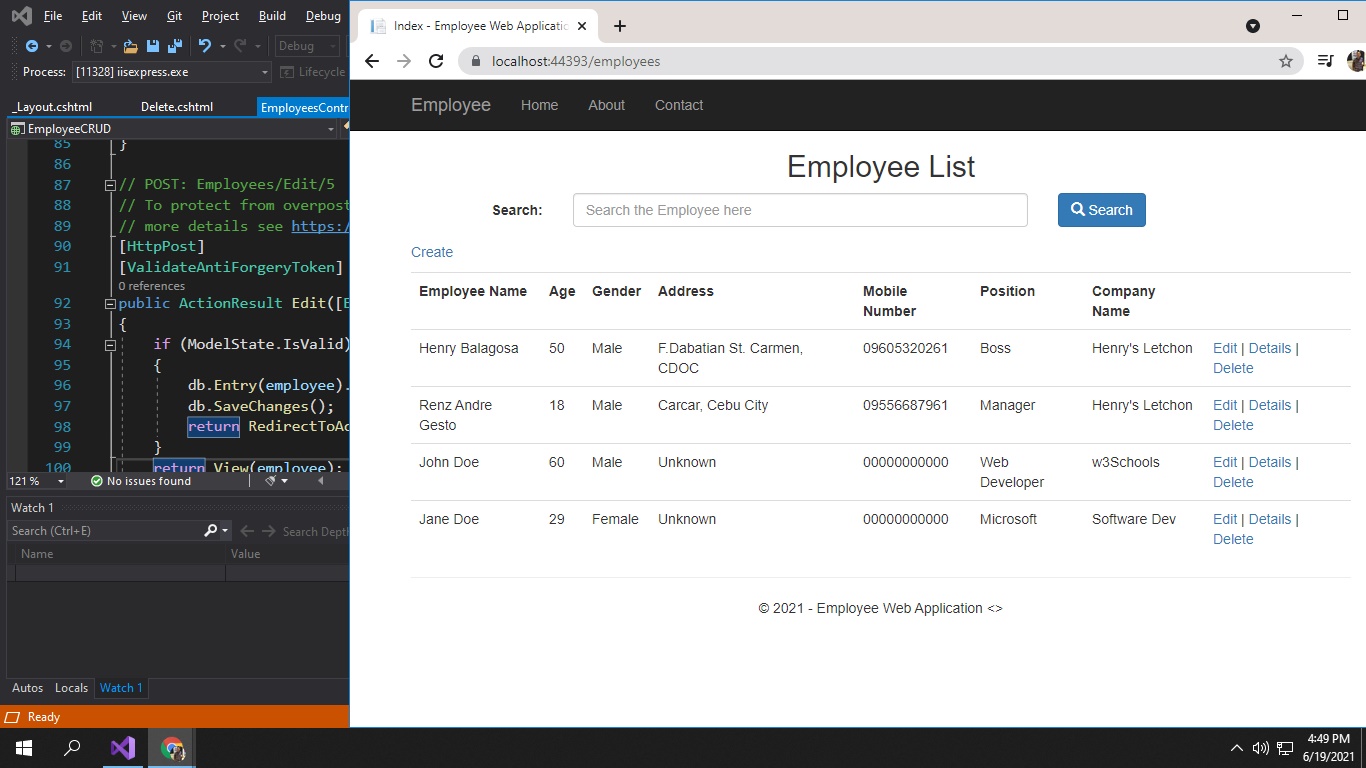 File Edit View Git Project Build Debug
Debug
Process: [11328] iisexpress.exe Lifecycle
_Layout.cshtml Delete.cshtml EmployeesContr
EmployeeCRUD
85 }
86
87 // POST: Employees/Edit/5
88 // To protect from overpost
89 // more details see https:/
90 [HttpPost]
91 [ValidateAntiForgeryToken]
0 references
92 public ActionResult Edit([B
93 {
94 if (ModelState.IsValid)
95 {
96 db.Entry(employee).
97 db.SaveChanges();
98 return RedirectToAc
99 }
100 return View(employee);
121 % No issues found
Watch 1
Search (Ctrl+E) Search Depth
Name Value
Autos Locals Watch 1
Ready
Index - Employee Web Applicatio
localhost:44393/employees
Employee Home About Contact
Employee List
Search: Search the Employee here Search
Create
Employee Name Age Gender Address Mobile Number Position Company Name
Henry Balagosa 50 Male F.Dabatian St. Carmen, CDOC 09605320261 Boss Henry's Letchon Edit | Details | Delete
Renz Andre Gesto 18 Male Carcar, Cebu City 09556687961 Manager Henry's Letchon Edit | Details | Delete
John Doe 60 Male Unknown 00000000000 Web Developer w3Schools Edit | Details | Delete
Jane Doe 29 Female Unknown 00000000000 Microsoft Software Dev Edit | Details | Delete
© 2021 - Employee Web Application <>
4:49 PM
6/19/2021